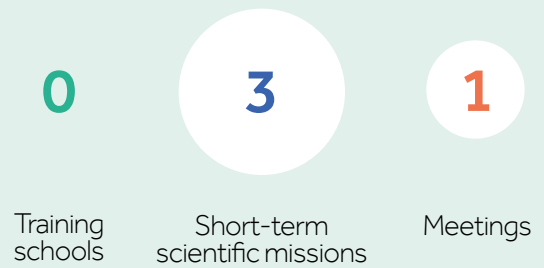 0
3
1
Training
schools
Short-term
scientific missions
Meetings